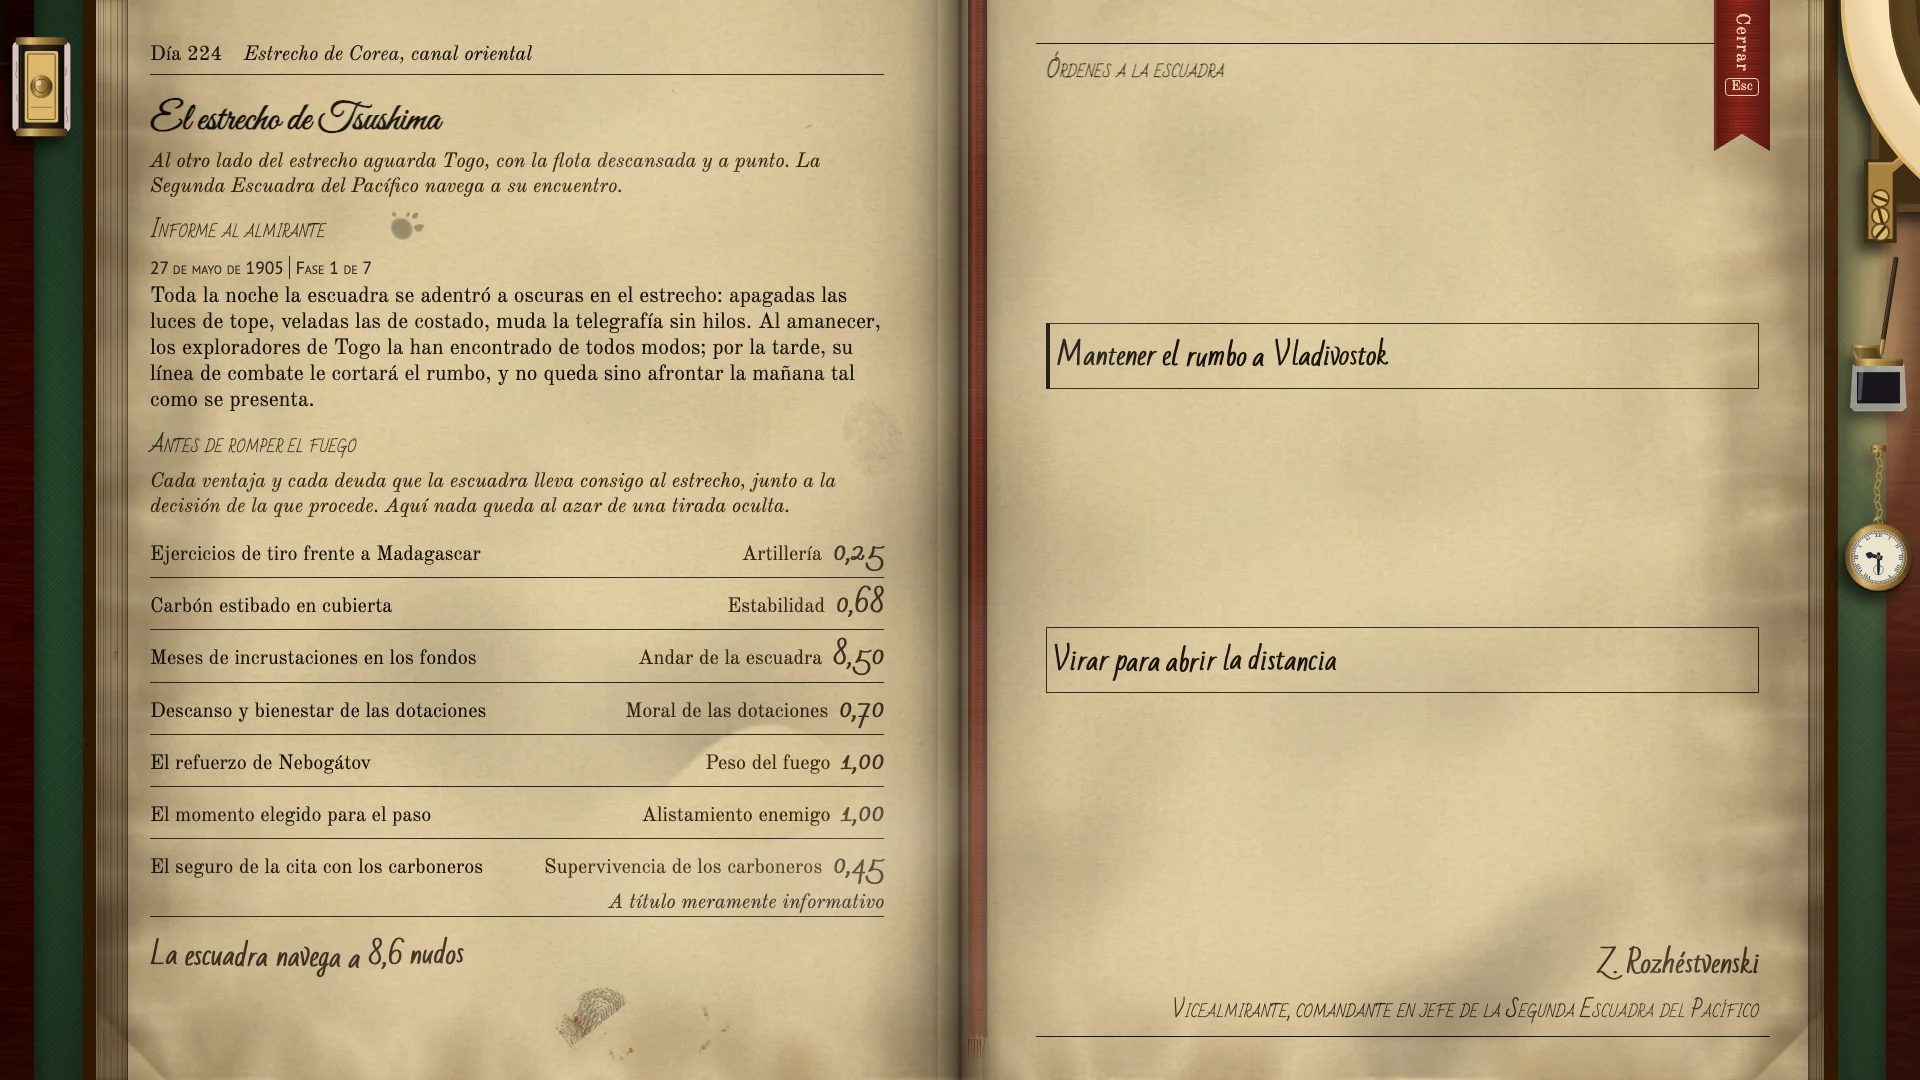 Día 224 Estrecho de Corea, canal oriental
El estrecho de Tsushima
Al otro lado del estrecho aguarda Togo, con la flota descansada y a punto. La
Segunda Escuadra del Pacífico navega a su encuentro.
Informe al almirante
27 de mayo de 1905 | Fase 1 de 7
Toda la noche la escuadra se adentró a oscuras en el estrecho: apagadas las
luces de tope, veladas las de costado, muda la telegrafía sin hilos. Al amanecer,
los exploradores de Togo la han encontrado de todos modos; por la tarde, su
línea de combate le cortará el rumbo, y no queda sino afrontar la mañana tal
como se presenta.
Antes de romper el fuego
Cada ventaja y cada deuda que la escuadra lleva consigo al estrecho, junto a la
decisión de la que procede. Aquí nada queda al azar de una tirada oculta.
Ejercicios de tiro frente a Madagascar Artillería 0,25
Carbón estibado en cubierta Estabilidad 0,68
Meses de incrustaciones en los fondos Andar de la escuadra 8,50
Descanso y bienestar de las dotaciones Moral de las dotaciones 0,70
El refuerzo de Nebogátov Peso del fuego 1,00
El momento elegido para el paso Alistamiento enemigo 1,00
El seguro de la cita con los carboneros Supervivencia de los carboneros 0,45
A título meramente informativo
La escuadra navega a 8,6 nudos
Órdenes a la escuadra
Mantener el rumbo a Vladivostok
Virar para abrir la distancia
Z. Rozhéstvenski
Vicealmirante, comandante en jefe de la Segunda Escuadra del Pacífico
Cerrar
Esc